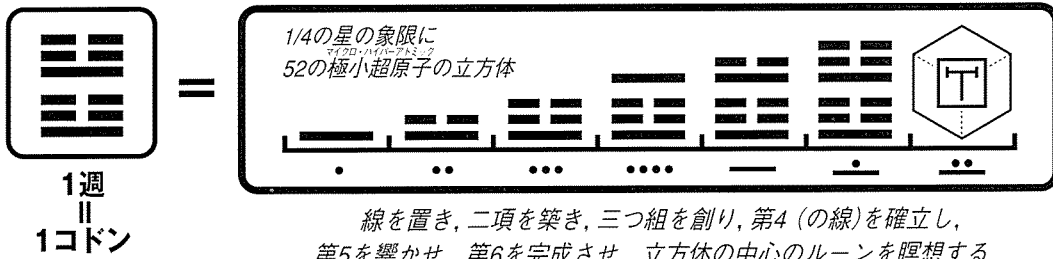 1/4の星の象限に
マイクロ・ハイパーアトミック
52の極小超原子の立方体
1週
=
1コドン
線を置き, 二項を築き, 三つ組を創り, 第4 (の線)を確立し,
第5を響かせ, 第6を完成させ, 立方体の中心のルーンを瞑想する